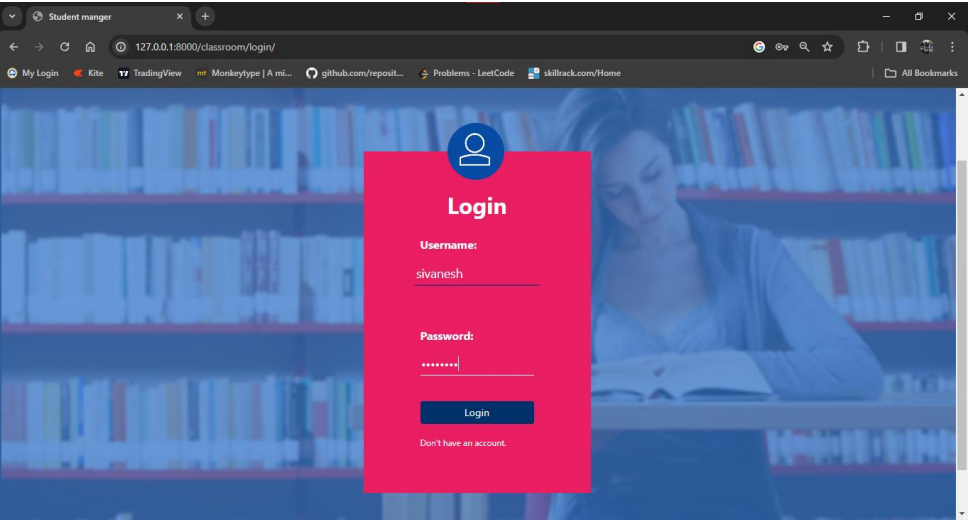 Student manger
127.0.0.1:8000/classroom/login/
My Login Kite TradingView Monkeytype | A mi... github.com/reposit... Problems - LeetCode skillrack.com/Home All Bookmarks
Login
Username:
sivanesh
Password:
••••••••
Login
Don't have an account.